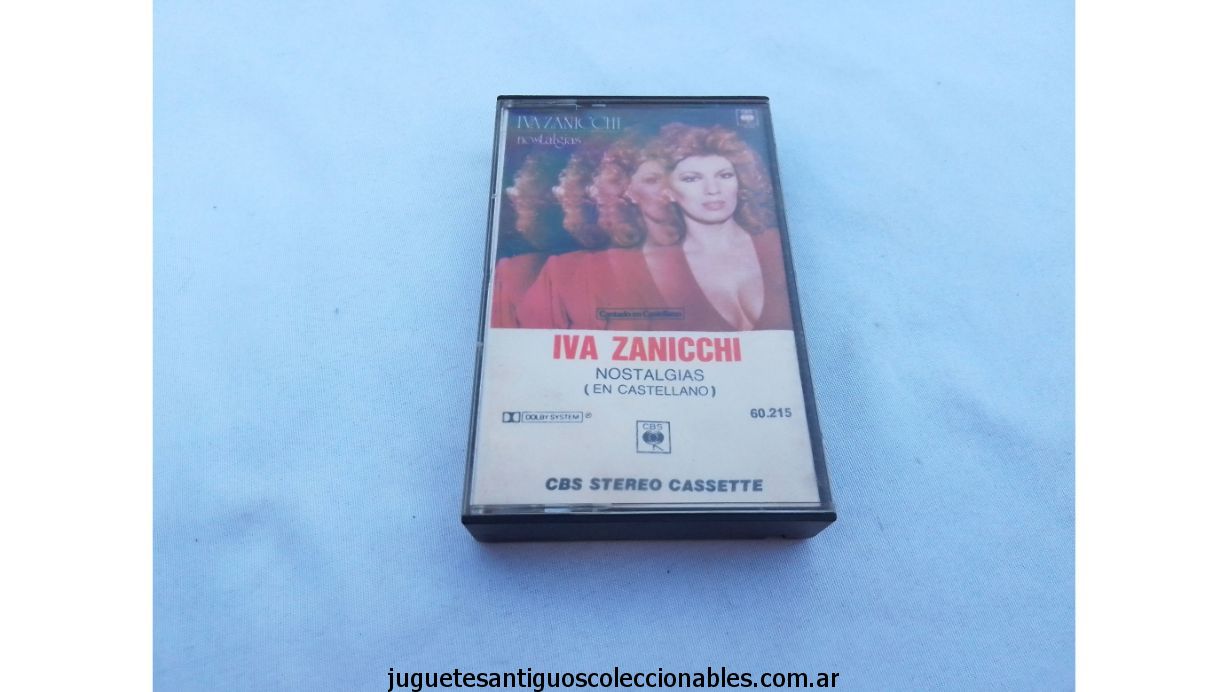 IVA ZANICCHI
nostalgias
CBS
Cantado en Castellano
IVA ZANICCHI
NOSTALGIAS
(EN CASTELLANO)
DOLBY SYSTEM ®
60.215
CBS
CBS STEREO CASSETTE
juguetesantiguoscoleccionables.com.ar